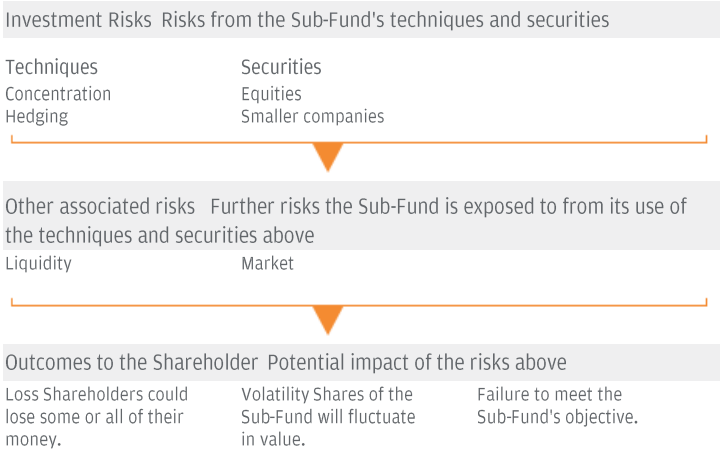 Investment Risks Risks from the Sub-Fund's techniques and securities
Techniques Securities
Concentration Equities
Hedging Smaller companies
Other associated risks Further risks the Sub-Fund is exposed to from its use of
the techniques and securities above
Liquidity Market
Outcomes to the Shareholder Potential impact of the risks above
Loss Shareholders could
lose some or all of their
money.
Volatility Shares of the
Sub-Fund will fluctuate
in value.
Failure to meet the
Sub-Fund's objective.